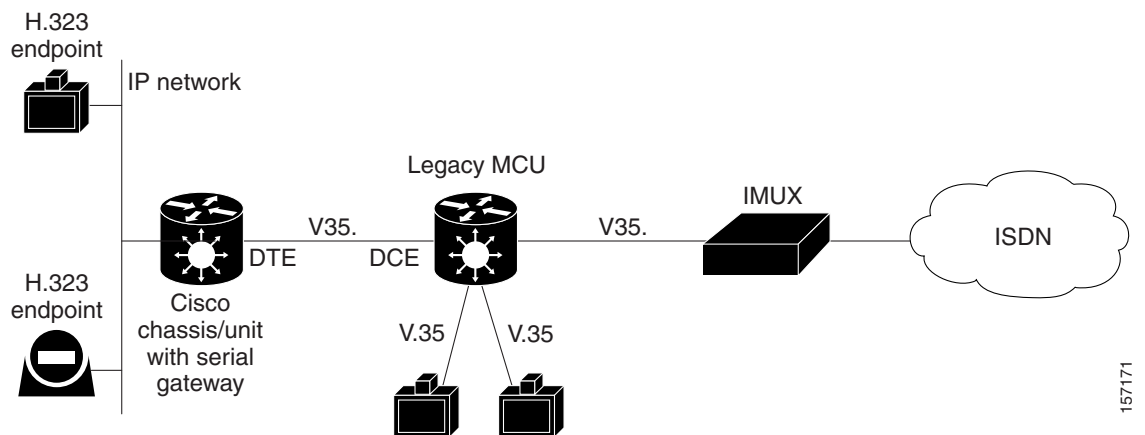 H.323
endpoint
IP network
Legacy MCU
IMUX
V35.
V35.
ISDN
DTE
DCE
H.323
endpoint
Cisco
chassis/unit
with serial
gateway
V.35
V.35
157171